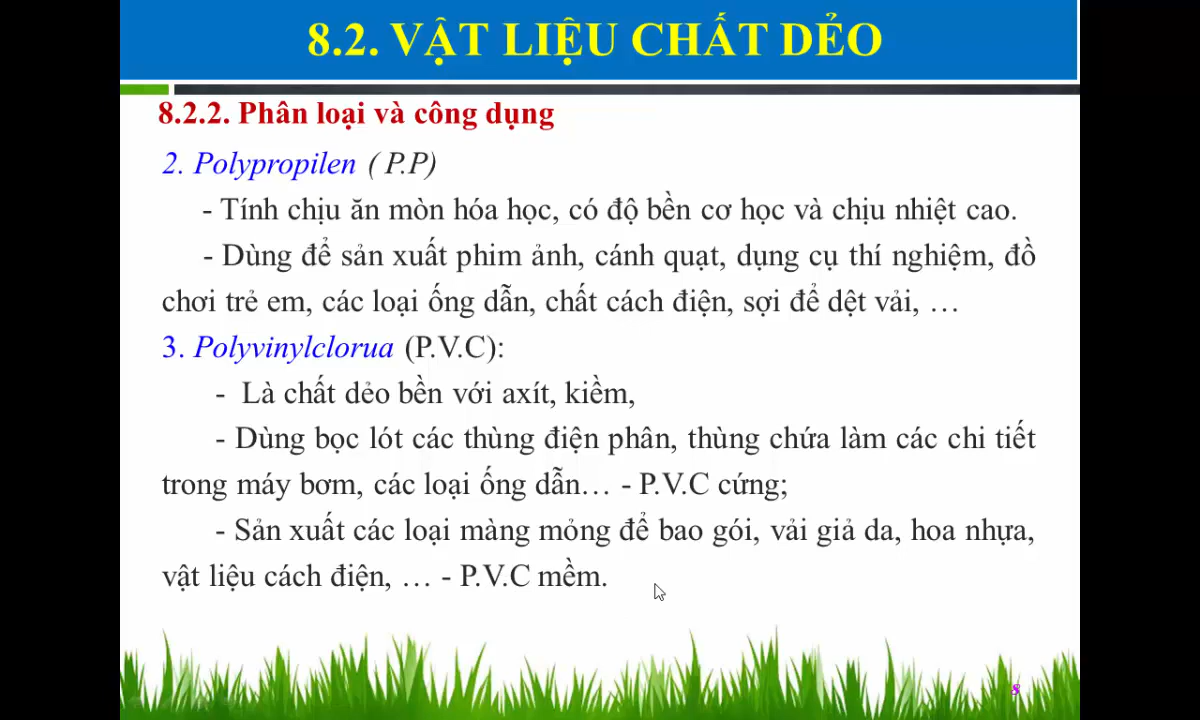 8.2. VẬT LIỆU CHẤT DẺO
8.2.2. Phân loại và công dụng
2. Polypropilen ( P.P)
- Tính chịu ăn mòn hóa học, có độ bền cơ học và chịu nhiệt cao.
- Dùng để sản xuất phim ảnh, cánh quạt, dụng cụ thí nghiệm, đồ
chơi trẻ em, các loại ống dẫn, chất cách điện, sợi để dệt vải, …
3. Polyvinylclorua (P.V.C):
- Là chất dẻo bền với axít, kiềm,
- Dùng bọc lót các thùng điện phân, thùng chứa làm các chi tiết
trong máy bơm, các loại ống dẫn… - P.V.C cứng;
- Sản xuất các loại màng mỏng để bao gói, vải giả da, hoa nhựa,
vật liệu cách điện, … - P.V.C mềm.
8